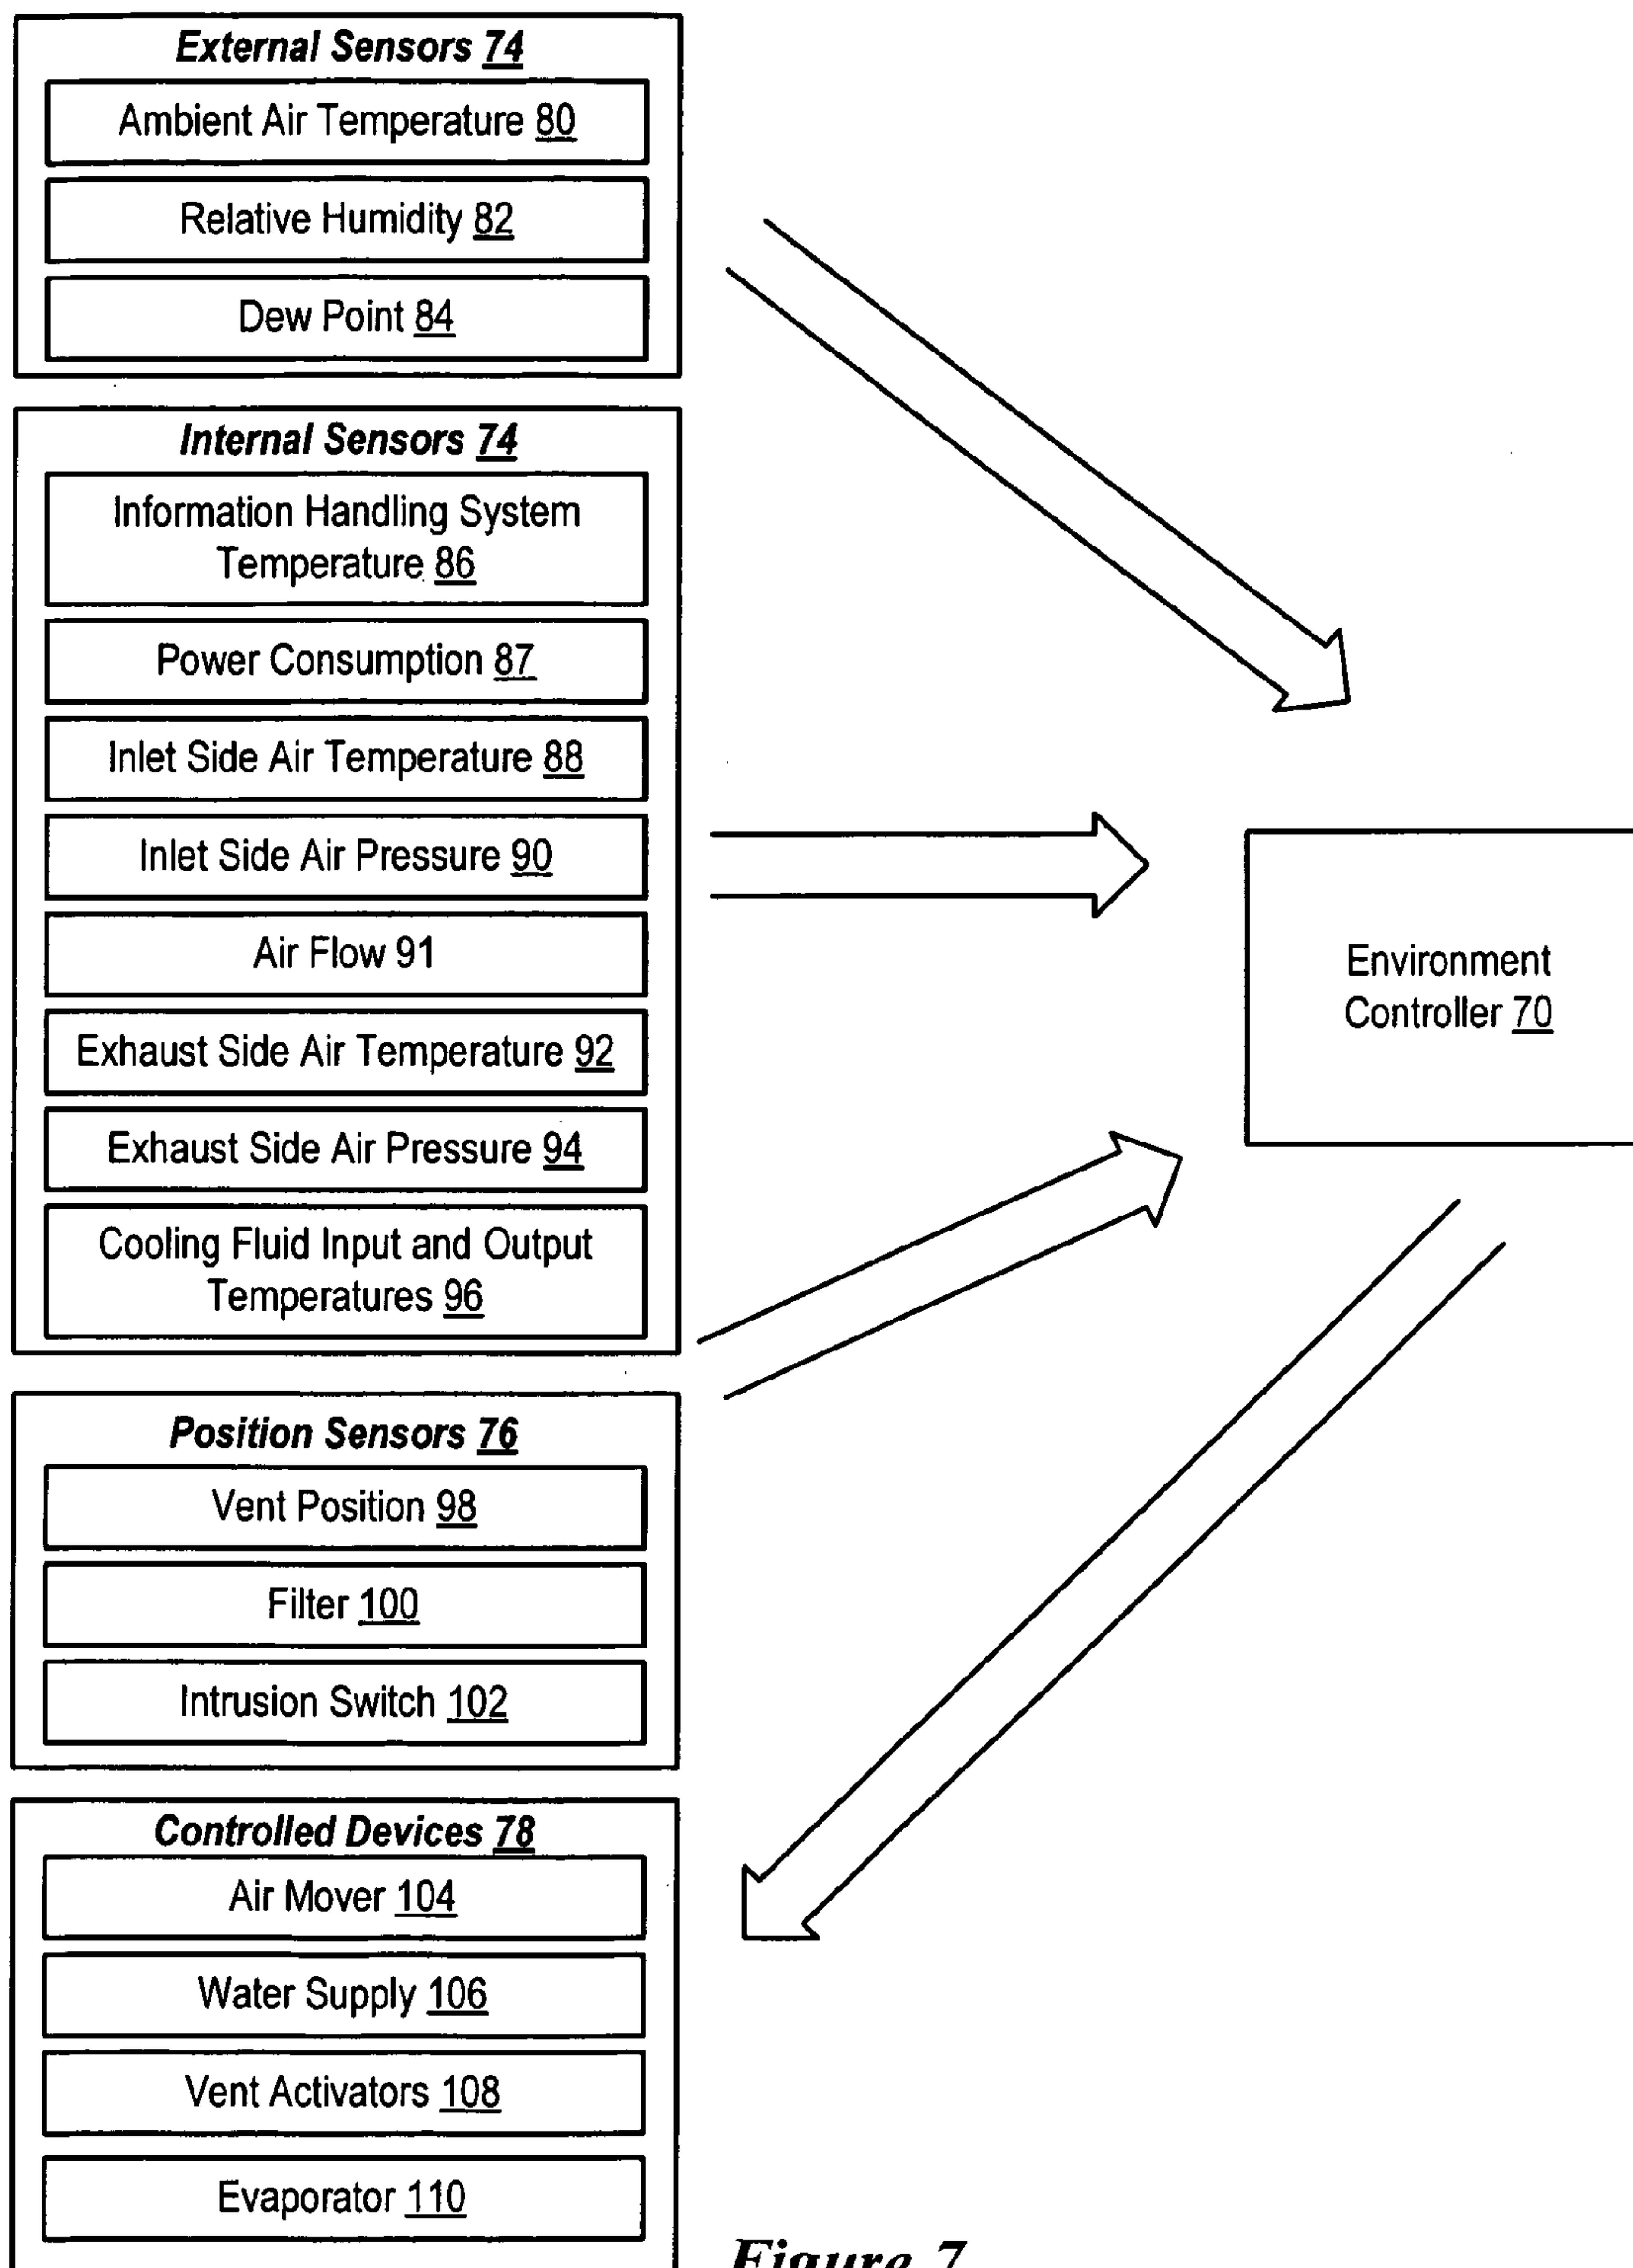 External Sensors 74
Ambient Air Temperature 80
Relative Humidity 82
Dew Point 84
Internal Sensors 74
Information Handling System
Temperature 86
Power Consumption 87
Inlet Side Air Temperature 88
Inlet Side Air Pressure 90
Air Flow 91
Exhaust Side Air Temperature 92
Exhaust Side Air Pressure 94
Cooling Fluid Input and Output
Temperatures 96
Position Sensors 76
Vent Position 98
Filter 100
Intrusion Switch 102
Controlled Devices 78
Air Mover 104
Water Supply 106
Vent Activators 108
Evaporator 110
Environment
Controller 70
Figure 7